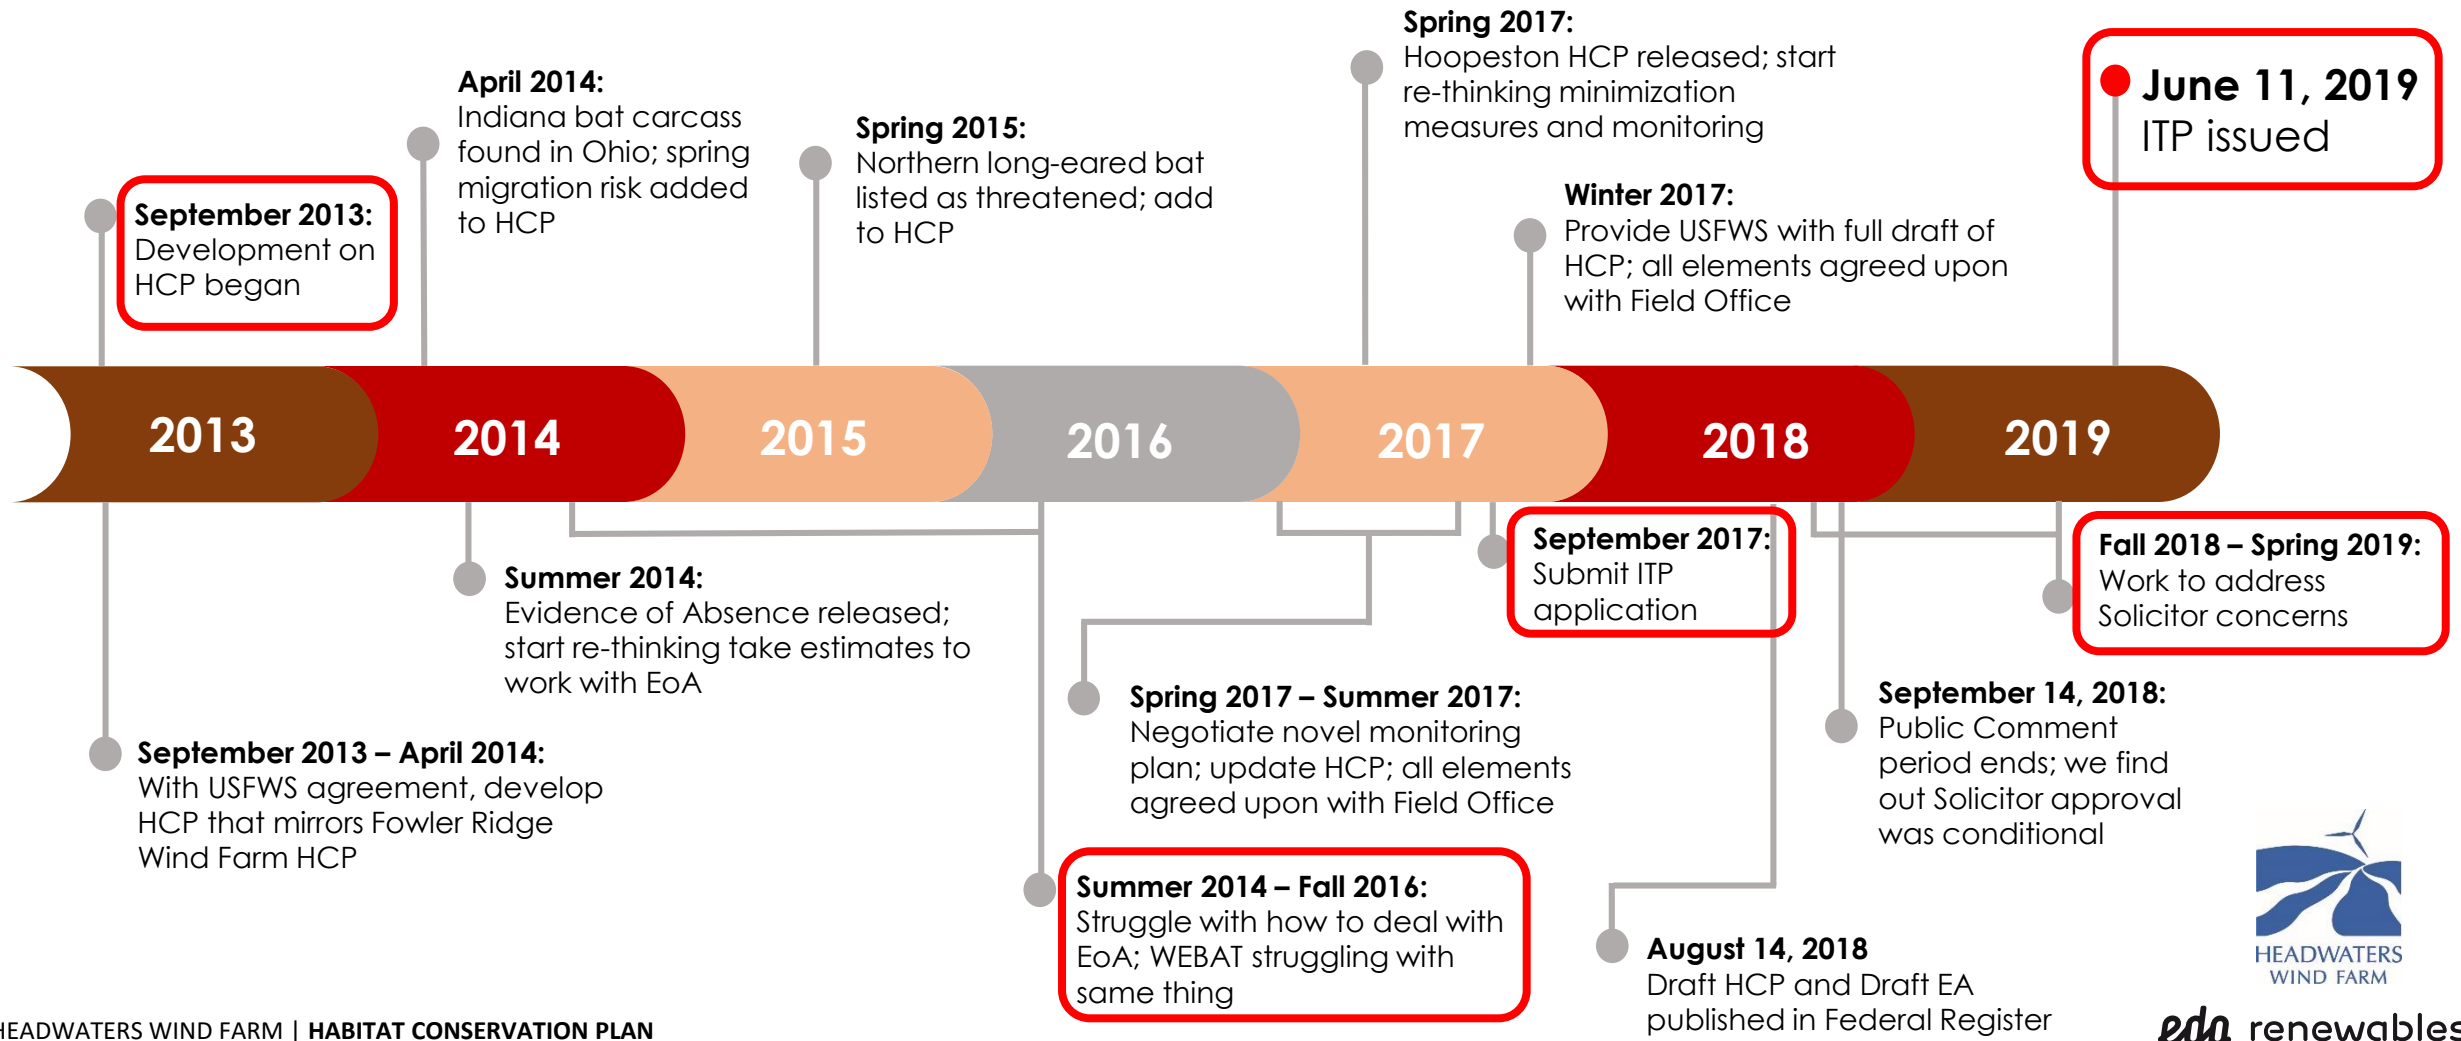 Spring 2017:
Hoopeston HCP released; start
re-thinking minimization
measures and monitoring
June 11, 2019
ITP issued
April 2014:
Indiana bat carcass
found in Ohio; spring
migration risk added
to HCP
Spring 2015:
Northern long-eared bat
listed as threatened; add
to HCP
Winter 2017:
Provide USFWS with full draft of
HCP; all elements agreed upon
with Field Office
September 2013:
Development on
HCP began
2013
2014
2015
2016
2017
2018
2019
September 2017:
Submit ITP
application
Fall 2018 – Spring 2019:
Work to address
Solicitor concerns
Summer 2014:
Evidence of Absence released;
start re-thinking take estimates to
work with EoA
Spring 2017 – Summer 2017:
Negotiate novel monitoring
plan; update HCP; all elements
agreed upon with Field Office
September 14, 2018:
Public Comment
period ends; we find
out Solicitor approval
was conditional
September 2013 – April 2014:
With USFWS agreement, develop
HCP that mirrors Fowler Ridge
Wind Farm HCP
Summer 2014 – Fall 2016:
Struggle with how to deal with
EoA; WEBAT struggling with
same thing
August 14, 2018
Draft HCP and Draft EA
published in Federal Register
HEADWATERS
WIND FARM
HEADWATERS WIND FARM | HABITAT CONSERVATION PLAN
edp renewables